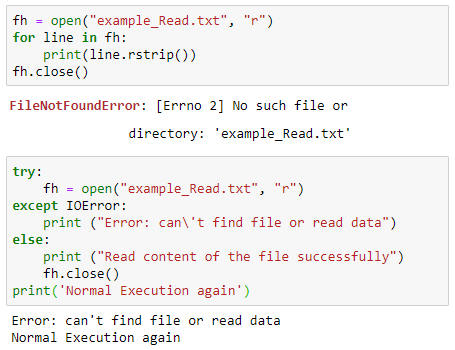 fh = open("example_Read.txt", "r")
for line in fh:
    print(line.rstrip())
fh.close()
FileNotFoundError: [Errno 2] No such file or
directory: 'example_Read.txt'
try:
    fh = open("example_Read.txt", "r")
except IOError:
    print ("Error: can\'t find file or read data")
else:
    print ("Read content of the file successfully")
    fh.close()
print('Normal Execution again')
Error: can't find file or read data
Normal Execution again